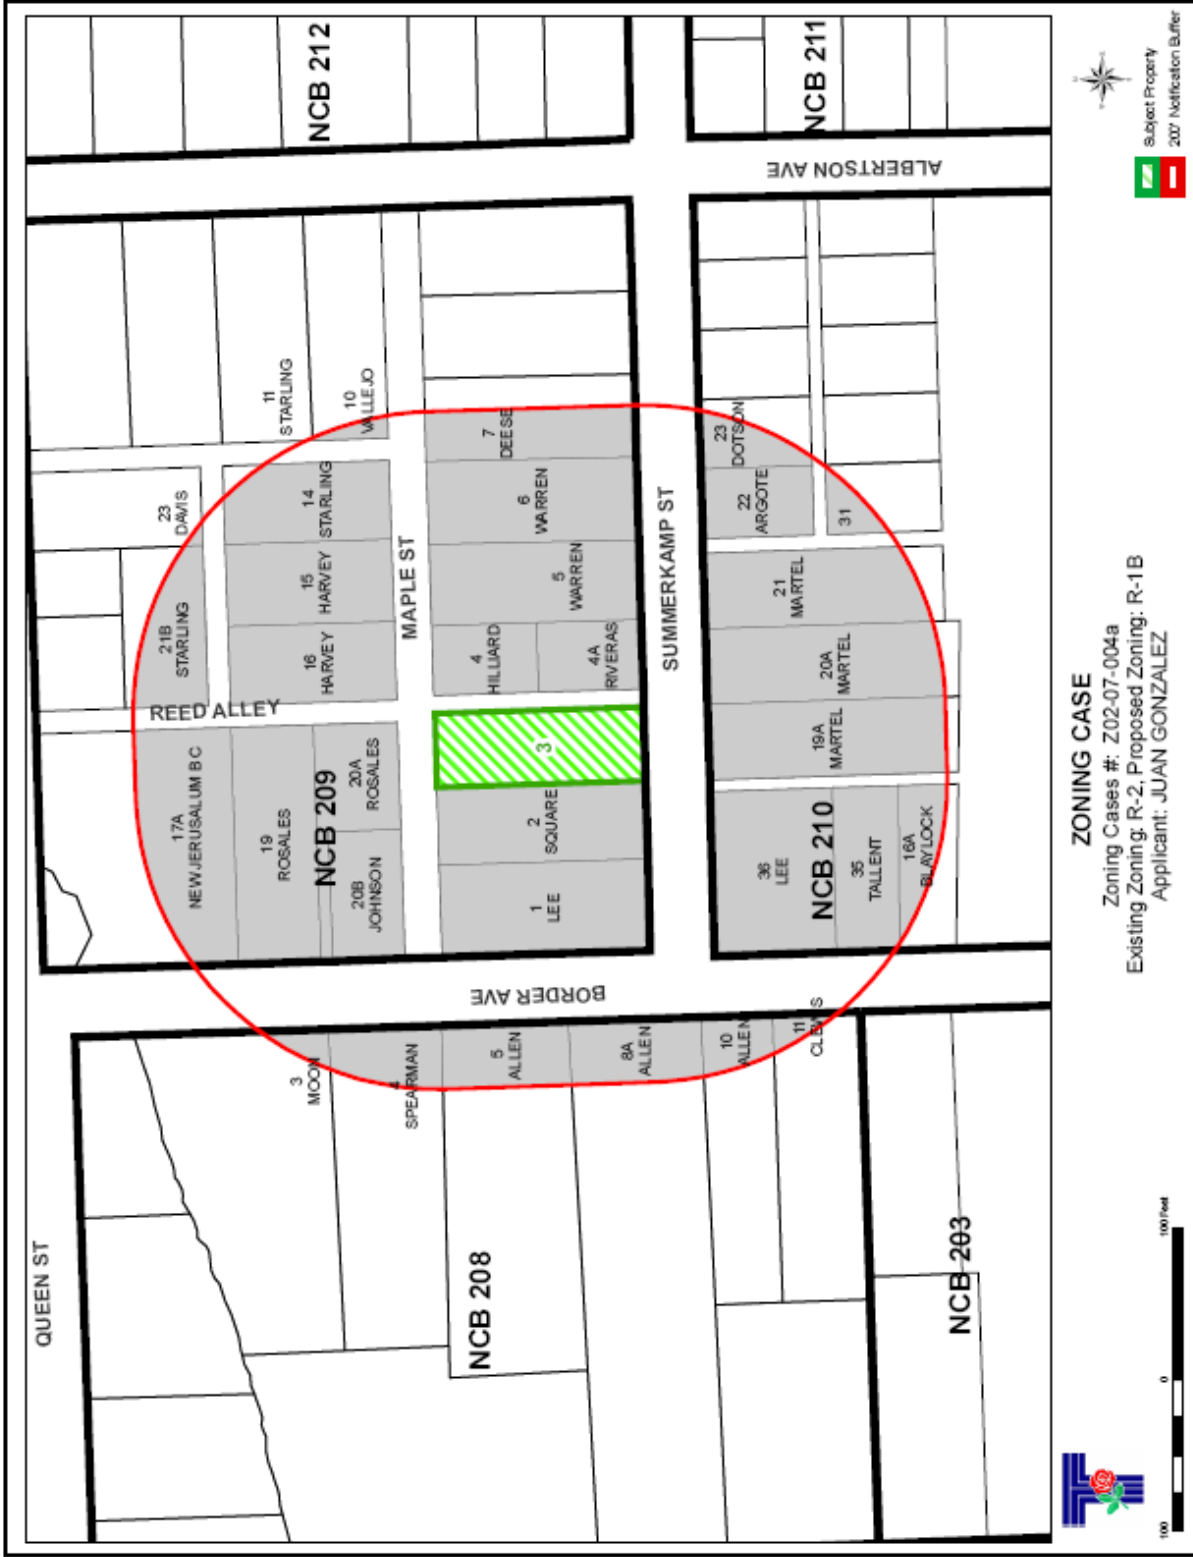 QUEEN ST
NCB 208
NCB 203
3
MOON
4
SPEARMAN
5
ALLEN
8A
ALLEN
10
ALLEN
11
BORDER AVE
17A
NEW JERUSALUM B C
19
ROSALES
NCB 209
20B
JOHNSON
20A
ROSALES
1
LEE
2
SQUARE
3
36
LEE
NCB 210
35
TALLENT
16A
BLAYLOCK
REED ALLEY
21B
STARLING
23
DAVIS
16
HARVEY
15
HARVEY
14
STARLING
MAPLE ST
4
HILLIARD
4A
RIVERAS
5
WARREN
6
WARREN
7
DEESE
SUMMERKAMP ST
19A
MARTEL
20A
MARTEL
21
MARTEL
22
ARGOTE
23
DOTSON
31
11
STARLING
10
VALLEJO
NCB 212
NCB 211
ALBERTSON AVE
ZONING CASE
Zoning Cases #: Z02-07-004a
Existing Zoning: R-2, Proposed Zoning: R-1B
Applicant: JUAN GONZALEZ
100 0 100 Feet
Subject Property
200' Notification Buffer